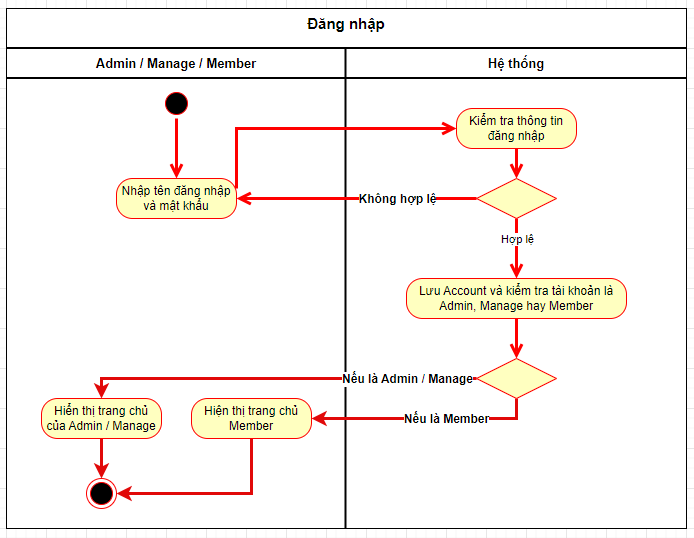 Đăng nhập
Admin / Manage / Member
Hệ thống
Kiểm tra thông tin
đăng nhập
Nhập tên đăng nhập
và mật khẩu
Không hợp lệ
Hợp lệ
Lưu Account và kiểm tra tài khoản là
Admin, Manage hay Member
Nếu là Admin / Manage
Hiển thị trang chủ
của Admin / Manage
Hiện thị trang chủ
Member
Nếu là Member